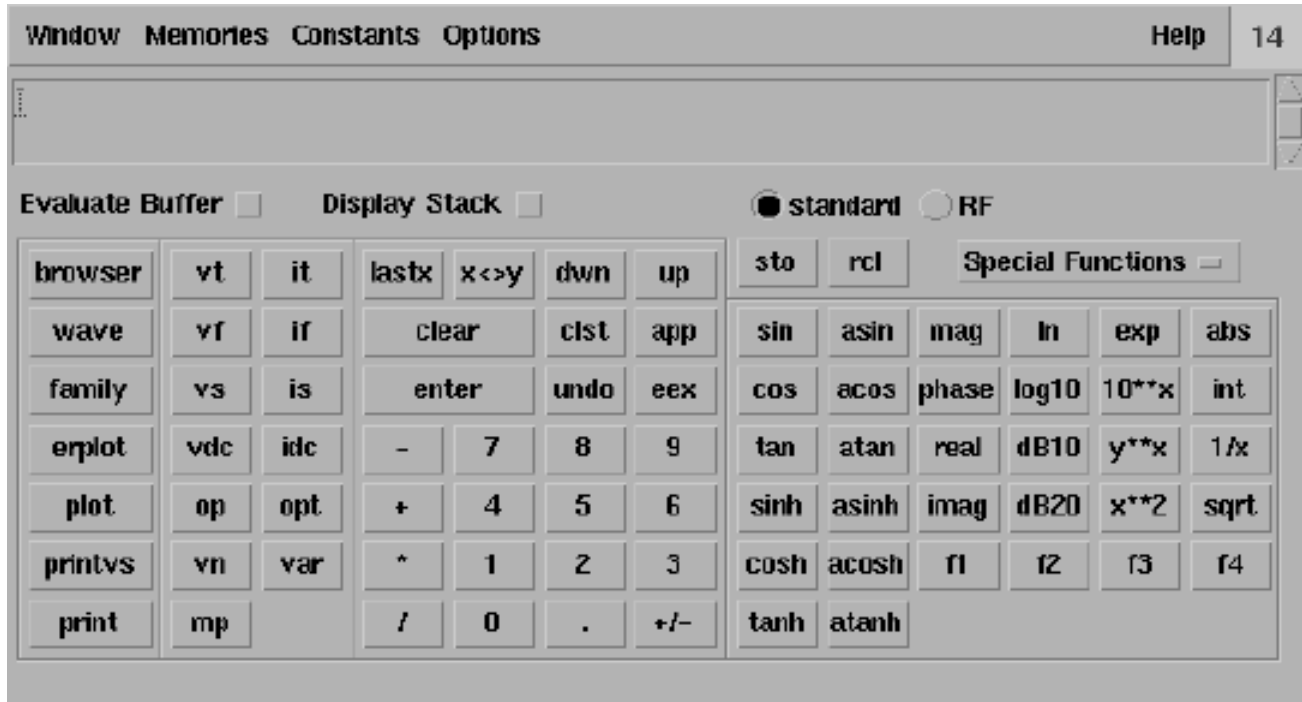 Window Memories Constants Options Help 14
Evaluate Buffer Display Stack standard RF
browser vt it lastx x<>y dwn up sto rcl Special Functions
wave vf if clear clst app sin asin mag ln exp abs
family vs is enter undo eex cos acos phase log10 10**x int
erplot vdc idc - 7 8 9 tan atan real dB10 y**x 1/x
plot op opt + 4 5 6 sinh asinh imag dB20 x**2 sqrt
printvs vn var * 1 2 3 cosh acosh f1 f2 f3 f4
print mp / 0 . +/- tanh atanh